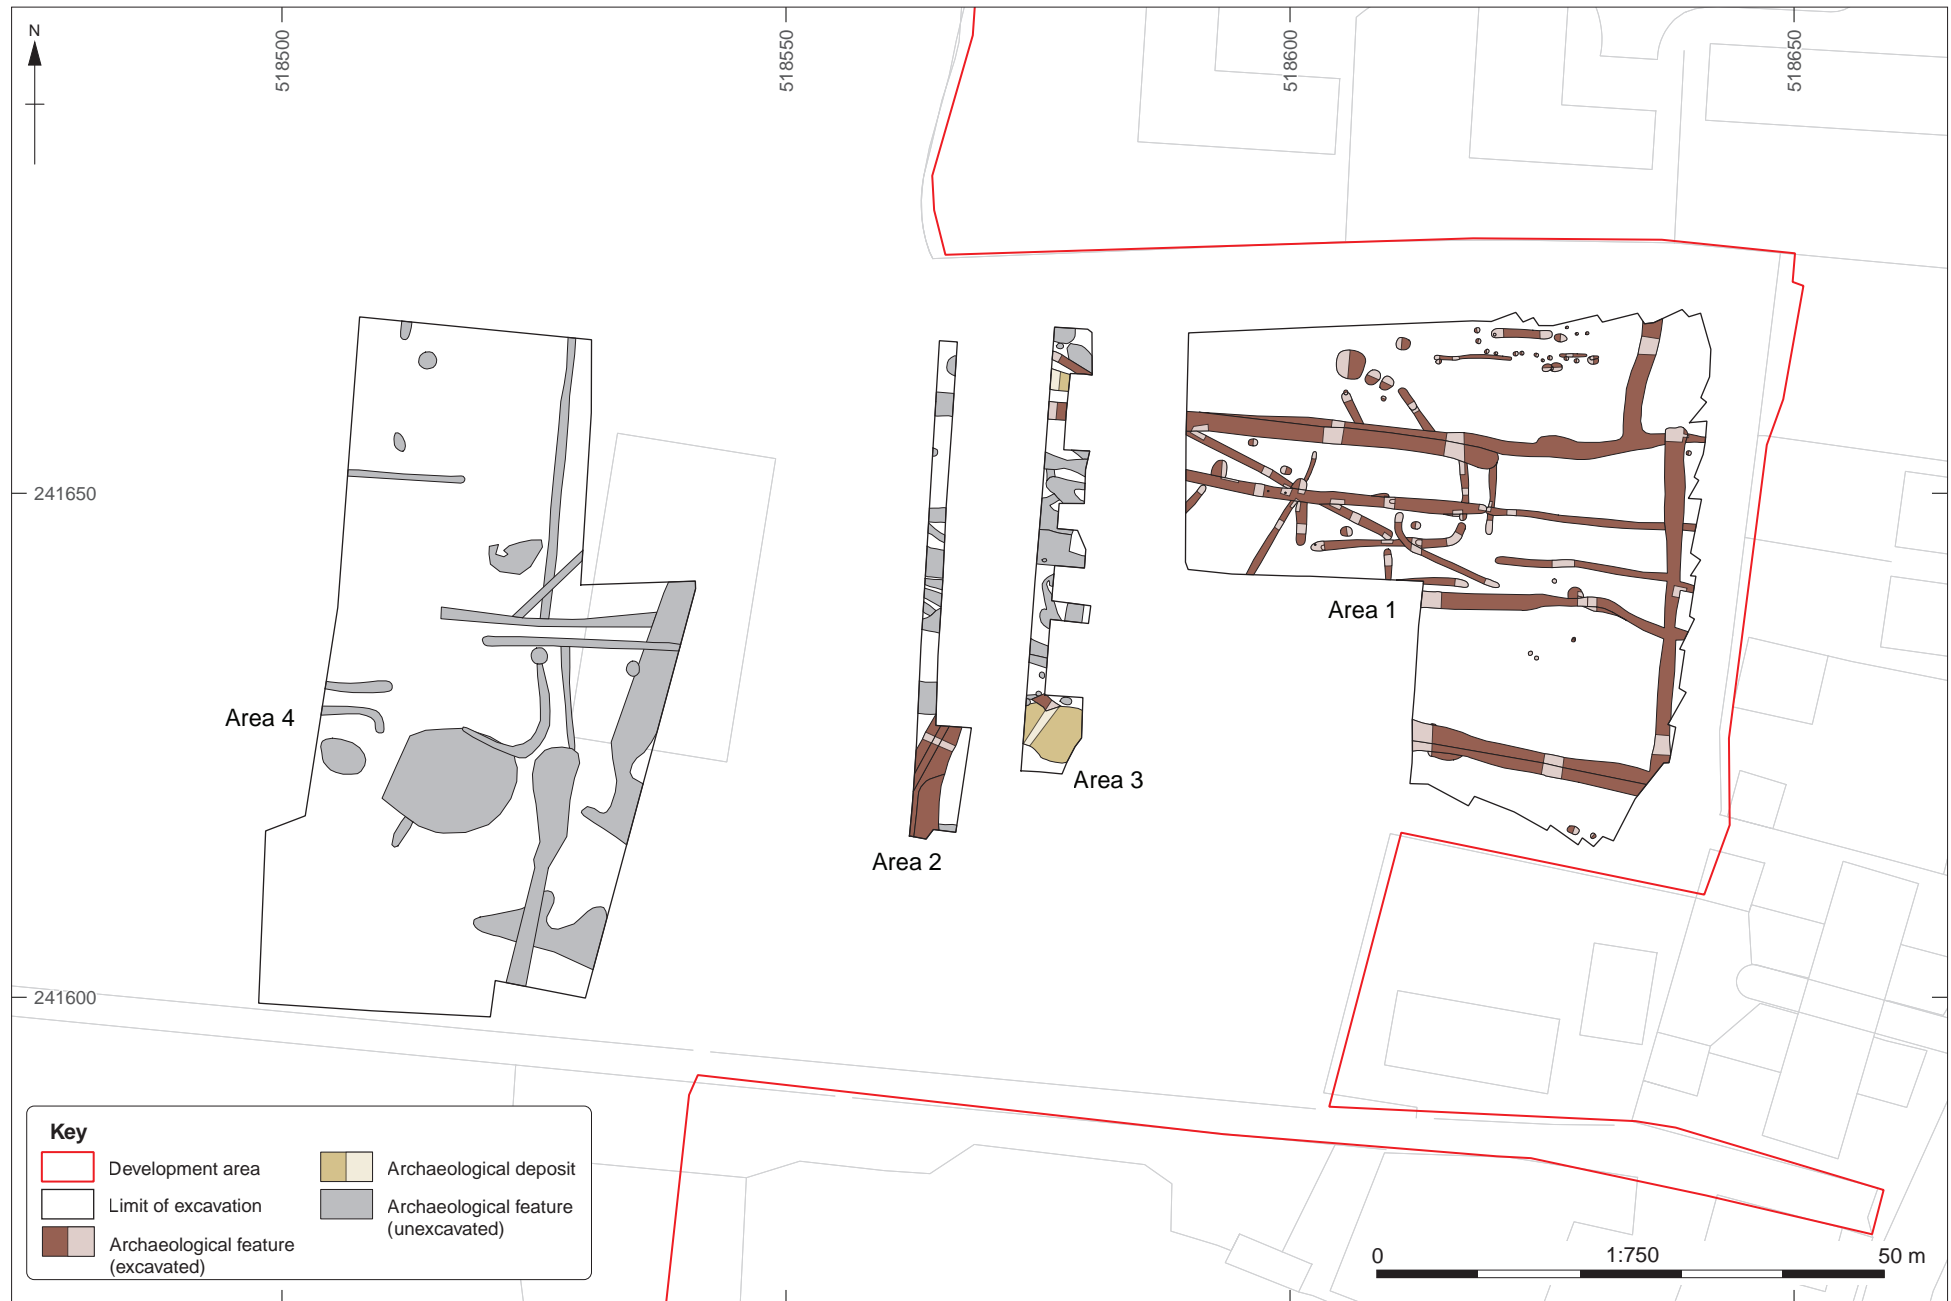 N
518500
518550
518600
518650
241650
241600
Area 1
Area 4
Area 3
Area 2
Key
Development area
Limit of excavation
Archaeological feature
(excavated)
Archaeological deposit
Archaeological feature
(unexcavated)
0
1:750
50 m